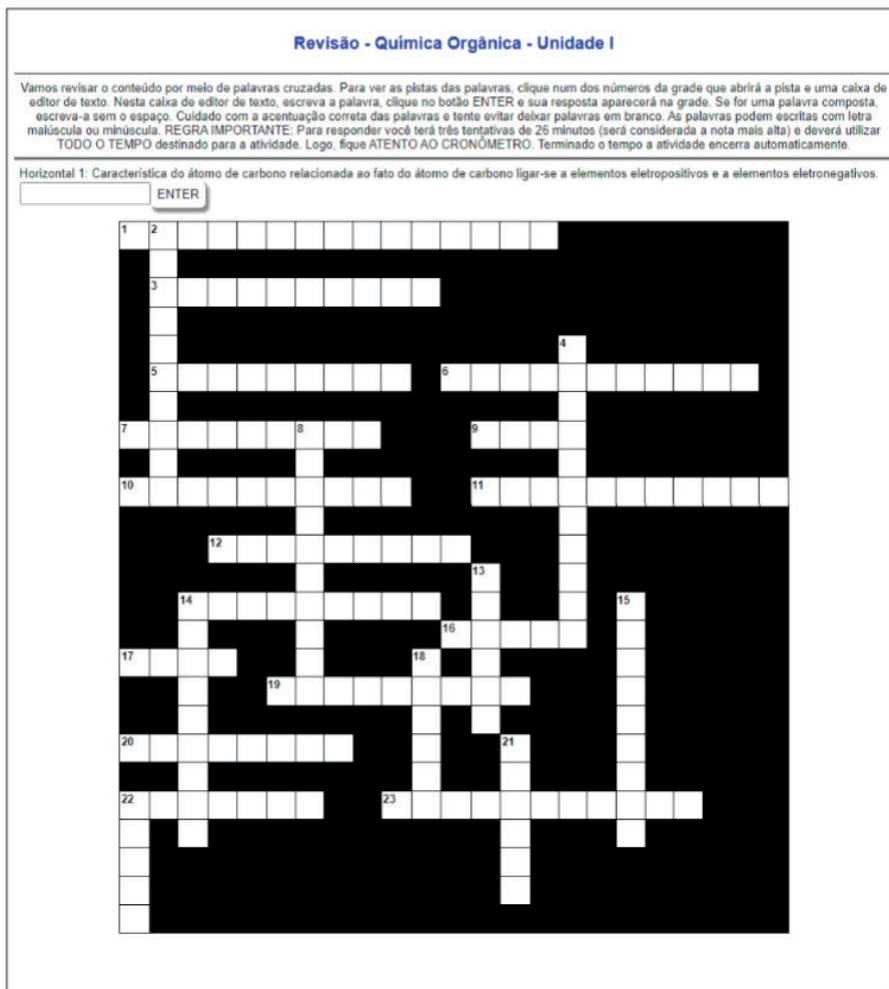 Revisão - Química Orgânica - Unidade I
Vamos revisar o conteúdo por meio de palavras cruzadas. Para ver as pistas das palavras, clique num dos números da grade que abrirá a pista e uma caixa de
editor de texto. Nesta caixa de editor de texto, escreva a palavra, clique no botão ENTER e sua resposta aparecerá na grade. Se for uma palavra composta,
escreva-a sem o espaço. Cuidado com a acentuação correta das palavras e tente evitar deixar palavras em branco. As palavras podem escritas com letra
maiúscula ou minúscula. REGRA IMPORTANTE: Para responder você terá três tentativas de 26 minutos (será considerada a nota mais alta) e deverá utilizar
TODO O TEMPO destinado para a atividade. Logo, fique ATENTO AO CRONÔMETRO. Terminado o tempo a atividade encerra automaticamente.
Horizontal 1: Característica do átomo de carbono relacionada ao fato do átomo de carbono ligar-se a elementos eletropositivos e a elementos eletronegativos.
ENTER
1 2
3
4
5 6
7 8 9
10 11
12
13
14 15
16
17 18
19
20 21
22 23